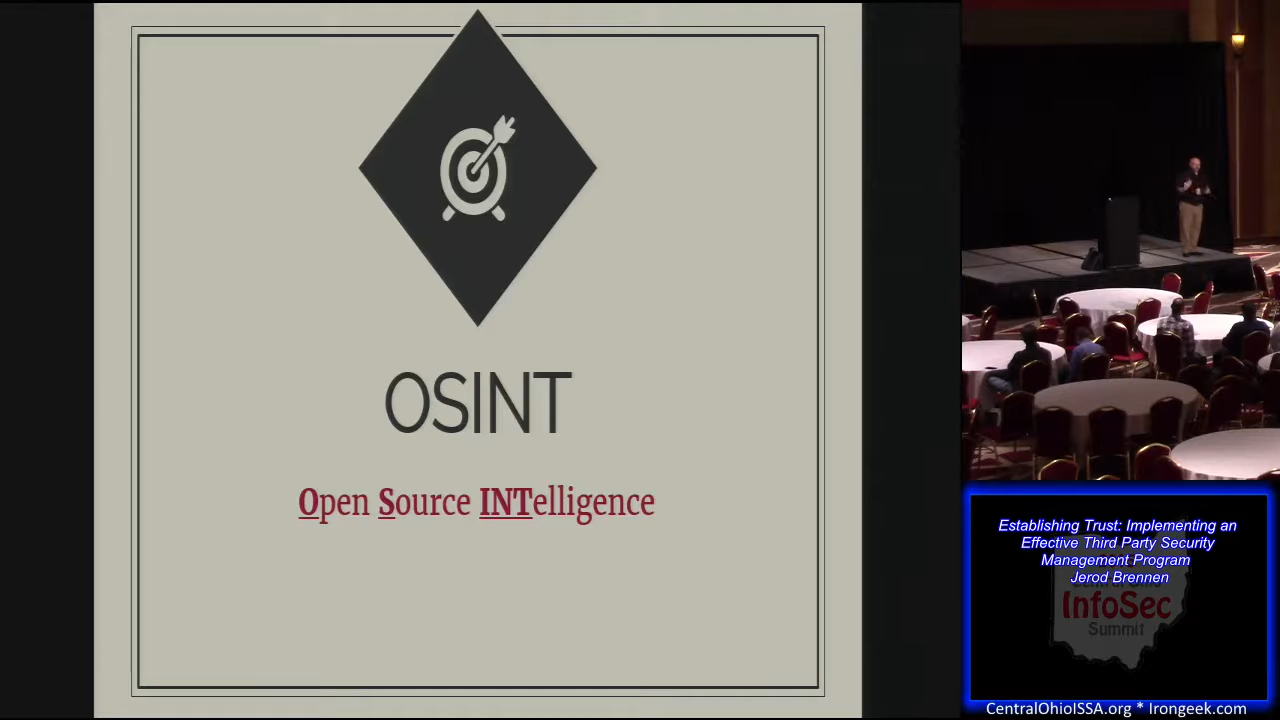 OSINT
Open Source INTelligence
Establishing Trust: Implementing an
Effective Third Party Security
Management Program
Jerod Brennen
InfoSec
Summit
CentralOhioISSA.org * Irongeek.com